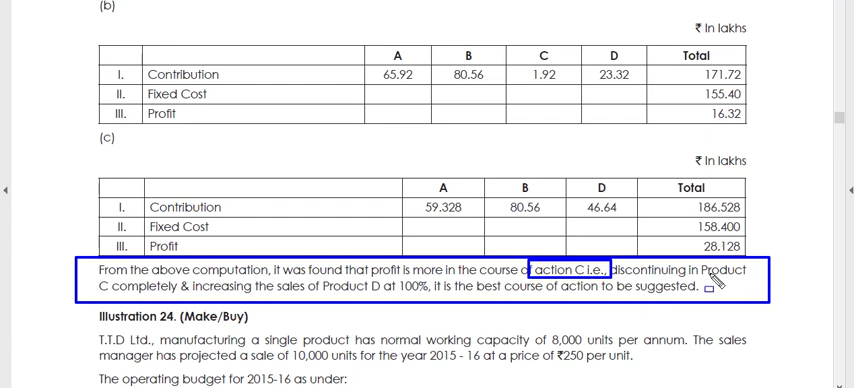 (b)
₹ In lakhs
A B C D Total
I. Contribution 65.92 80.56 1.92 23.32 171.72
II. Fixed Cost 155.40
III. Profit 16.32
(c)
₹ In lakhs
A B D Total
I. Contribution 59.328 80.56 46.64 186.528
II. Fixed Cost 158.400
III. Profit 28.128
From the above computation, it was found that profit is more in the course of action C i.e., discontinuing in Product
C completely & increasing the sales of Product D at 100%, it is the best course of action to be suggested.
Illustration 24. (Make/Buy)
T.T.D Ltd., manufacturing a single product has normal working capacity of 8,000 units per annum. The sales
manager has projected a sale of 10,000 units for the year 2015 - 16 at a price of ₹250 per unit.
The operating budget for 2015-16 as under: